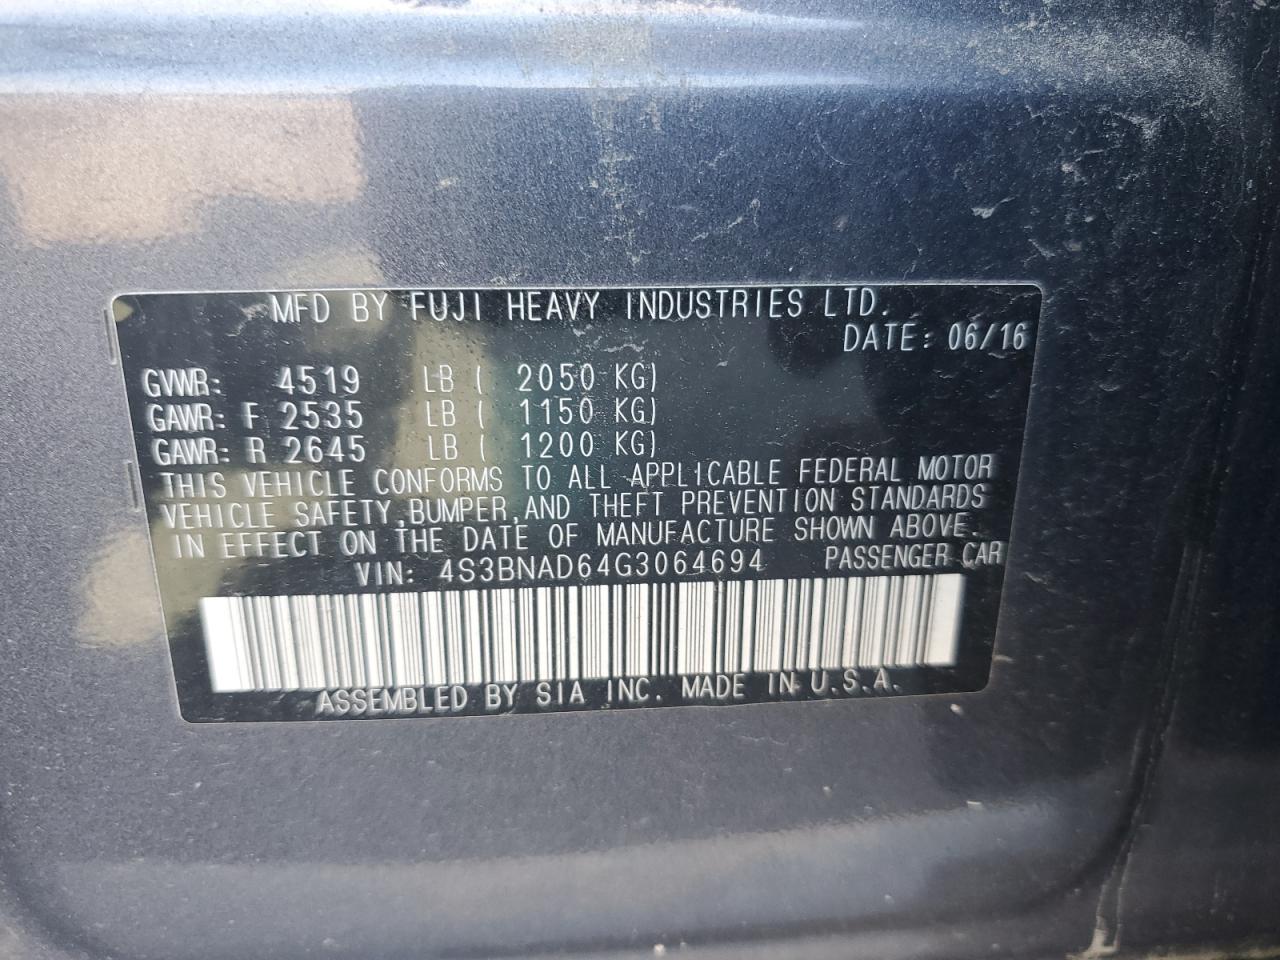 MFD BY FUJI HEAVY INDUSTRIES LTD.
DATE: 06/16
GVWR: 4519 LB ( 2050 KG)
GAWR: F 2535 LB ( 1150 KG)
GAWR: R 2645 LB ( 1200 KG)
THIS VEHICLE CONFORMS TO ALL APPLICABLE FEDERAL MOTOR
VEHICLE SAFETY,BUMPER,AND THEFT PREVENTION STANDARDS
IN EFFECT ON THE DATE OF MANUFACTURE SHOWN ABOVE.
VIN: 4S3BNAD64G3064694 PASSENGER CAR
ASSEMBLED BY SIA INC. MADE IN U.S.A.